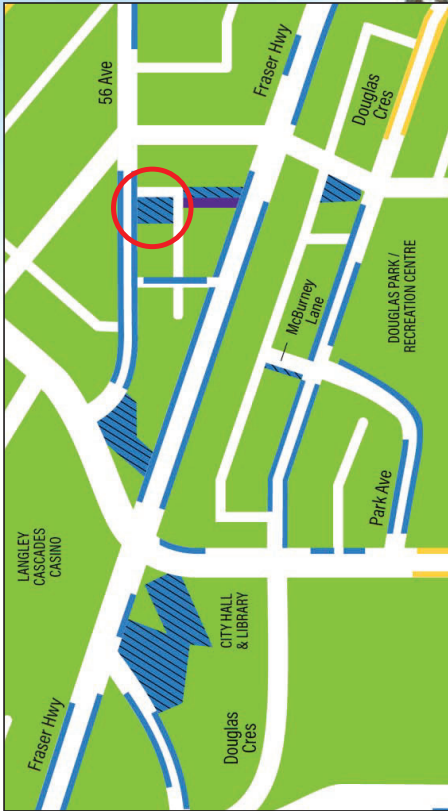 56 Ave
Fraser Hwy
Douglas
Cres
McBurney
Lane
DOUGLAS PARK /
RECREATION CENTRE
Park Ave
LANGLEY
CASCADES
CASINO
CITY HALL
& LIBRARY
Fraser Hwy
Douglas
Cres